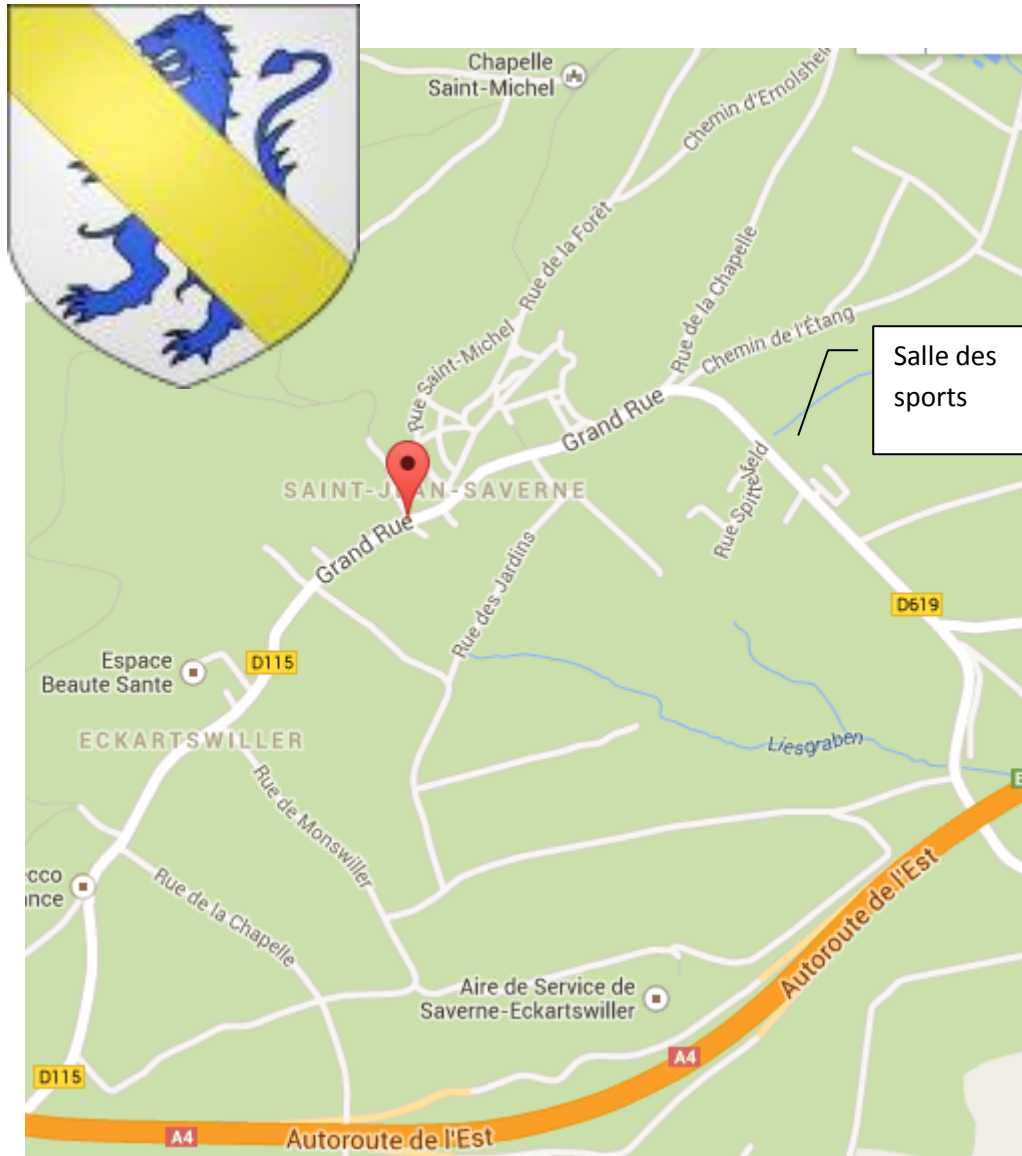 Chapelle
Saint-Michel
Chemin d'Ernolsheim
Rue de la Forêt
Rue de la Chapelle
Chemin de l'Étang
Salle des
sports
Rue Saint-Michel
Grand Rue
SAINT-JEAN-SAVERNE
Grand Rue
Rue Spittelfeld
Rue des Jardins
D619
Espace
Beaute Sante
D115
ECKARTSWILLER
Liesgraben
E
Rue de Monswiller
ecco
nce
Rue de la Chapelle
Autoroute de l'Est
Aire de Service de
Saverne-Eckartswiller
A4
D115
A4
Autoroute de l'Est